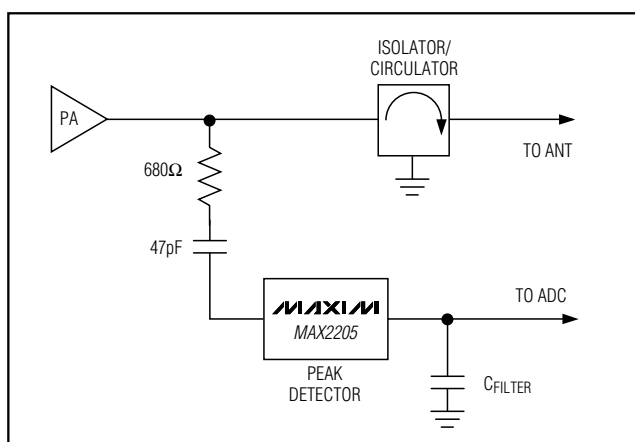 ISOLATOR/
CIRCULATOR
PA
TO ANT
680Ω
47pF
TO ADC
MAXIM
MAX2205
PEAK
DETECTOR
CFILTER